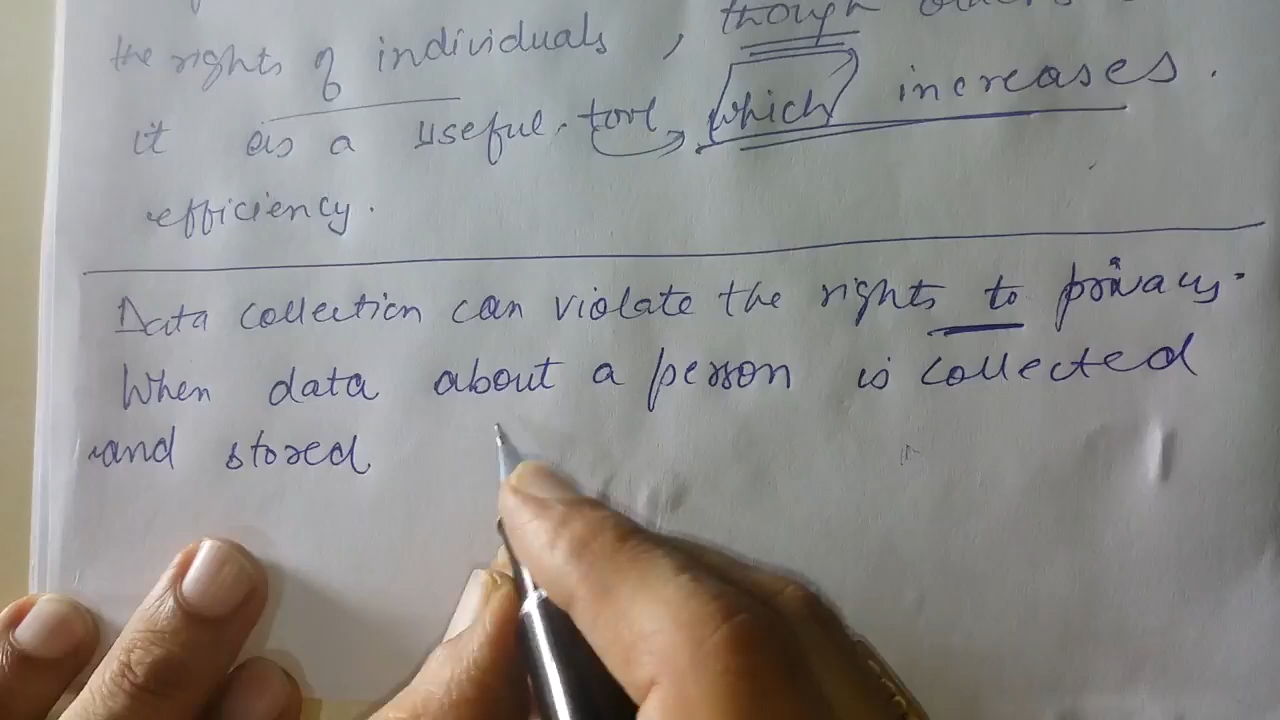 the rights of individuals, though others
it as a useful tool which increases.
efficiency.
Data collection can violate the rights to privacy.
When data about a person is collected
and stored